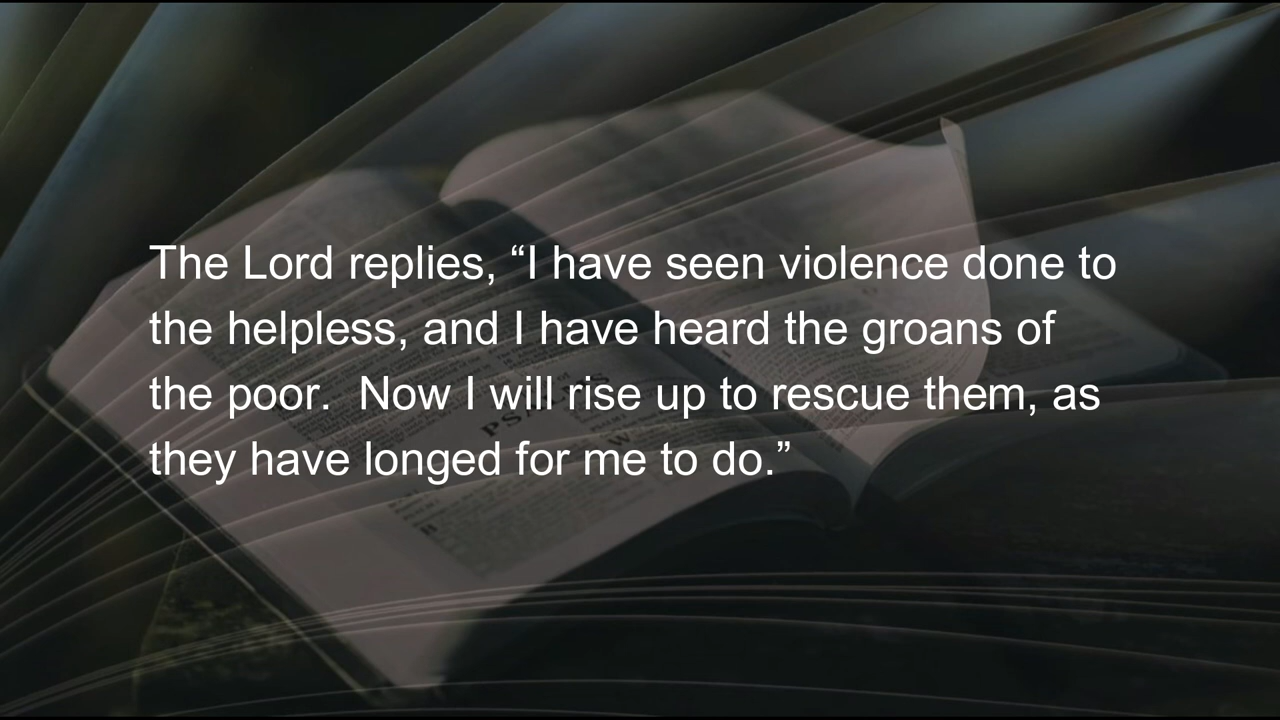 The Lord replies, “I have seen violence done to
the helpless, and I have heard the groans of
the poor.  Now I will rise up to rescue them, as
they have longed for me to do.”